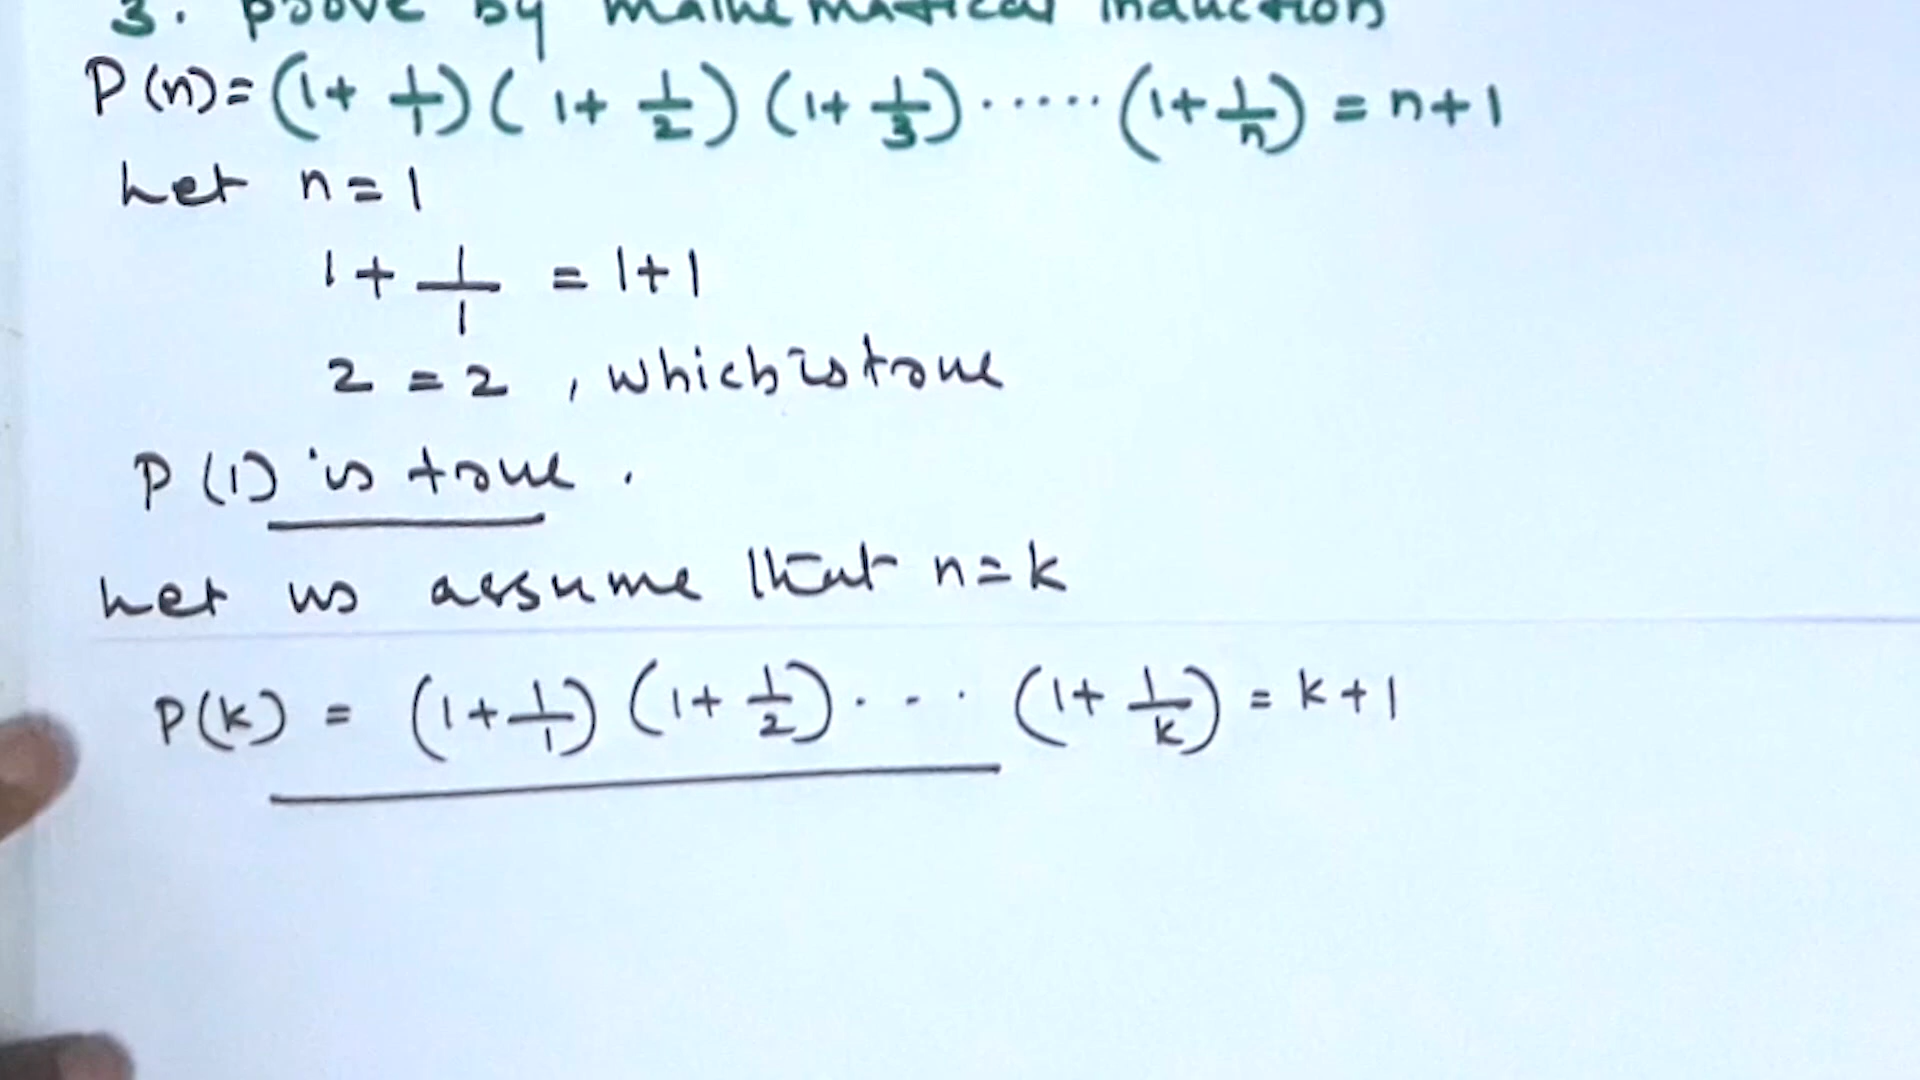 3. prove by mathematical induction
P(n)= (1+ 1/1) ( 1+ 1/2) (1+ 1/3) ..... (1+ 1/n) = n+1
Let n=1
1+ 1/1 = 1+1
2 = 2 , which is true
P(1) is true .
Let us assume that n=k
P(k) = (1+ 1/1) (1+ 1/2) . . . (1+ 1/k) = k+1